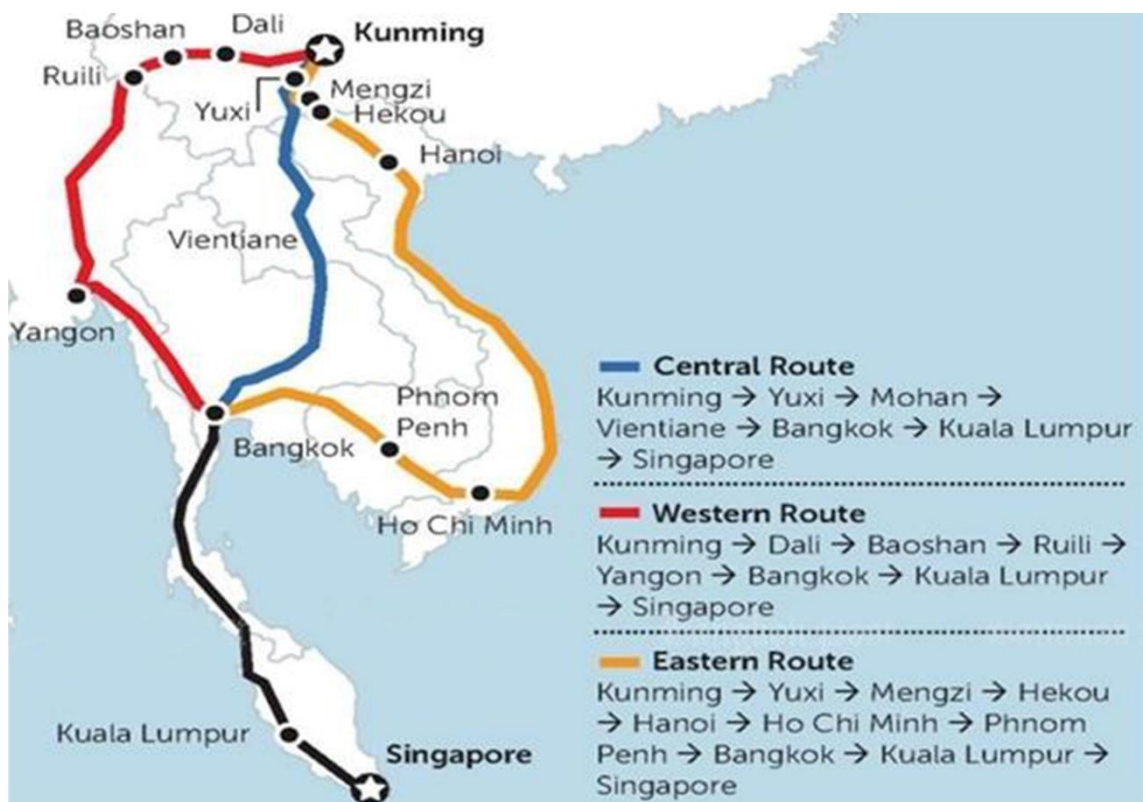 Baoshan
Dali
Kunming
Ruili
Yuxi
Mengzi
Hekou
Hanoi
Vientiane
Yangon
Phnom
Penh
Bangkok
Ho Chi Minh
Kuala Lumpur
Singapore
Central Route
Kunming → Yuxi → Mohan →
Vientiane → Bangkok → Kuala Lumpur
→ Singapore
Western Route
Kunming → Dali → Baoshan → Ruili →
Yangon → Bangkok → Kuala Lumpur
→ Singapore
Eastern Route
Kunming → Yuxi → Mengzi → Hekou
→ Hanoi → Ho Chi Minh → Phnom
Penh → Bangkok → Kuala Lumpur →
Singapore